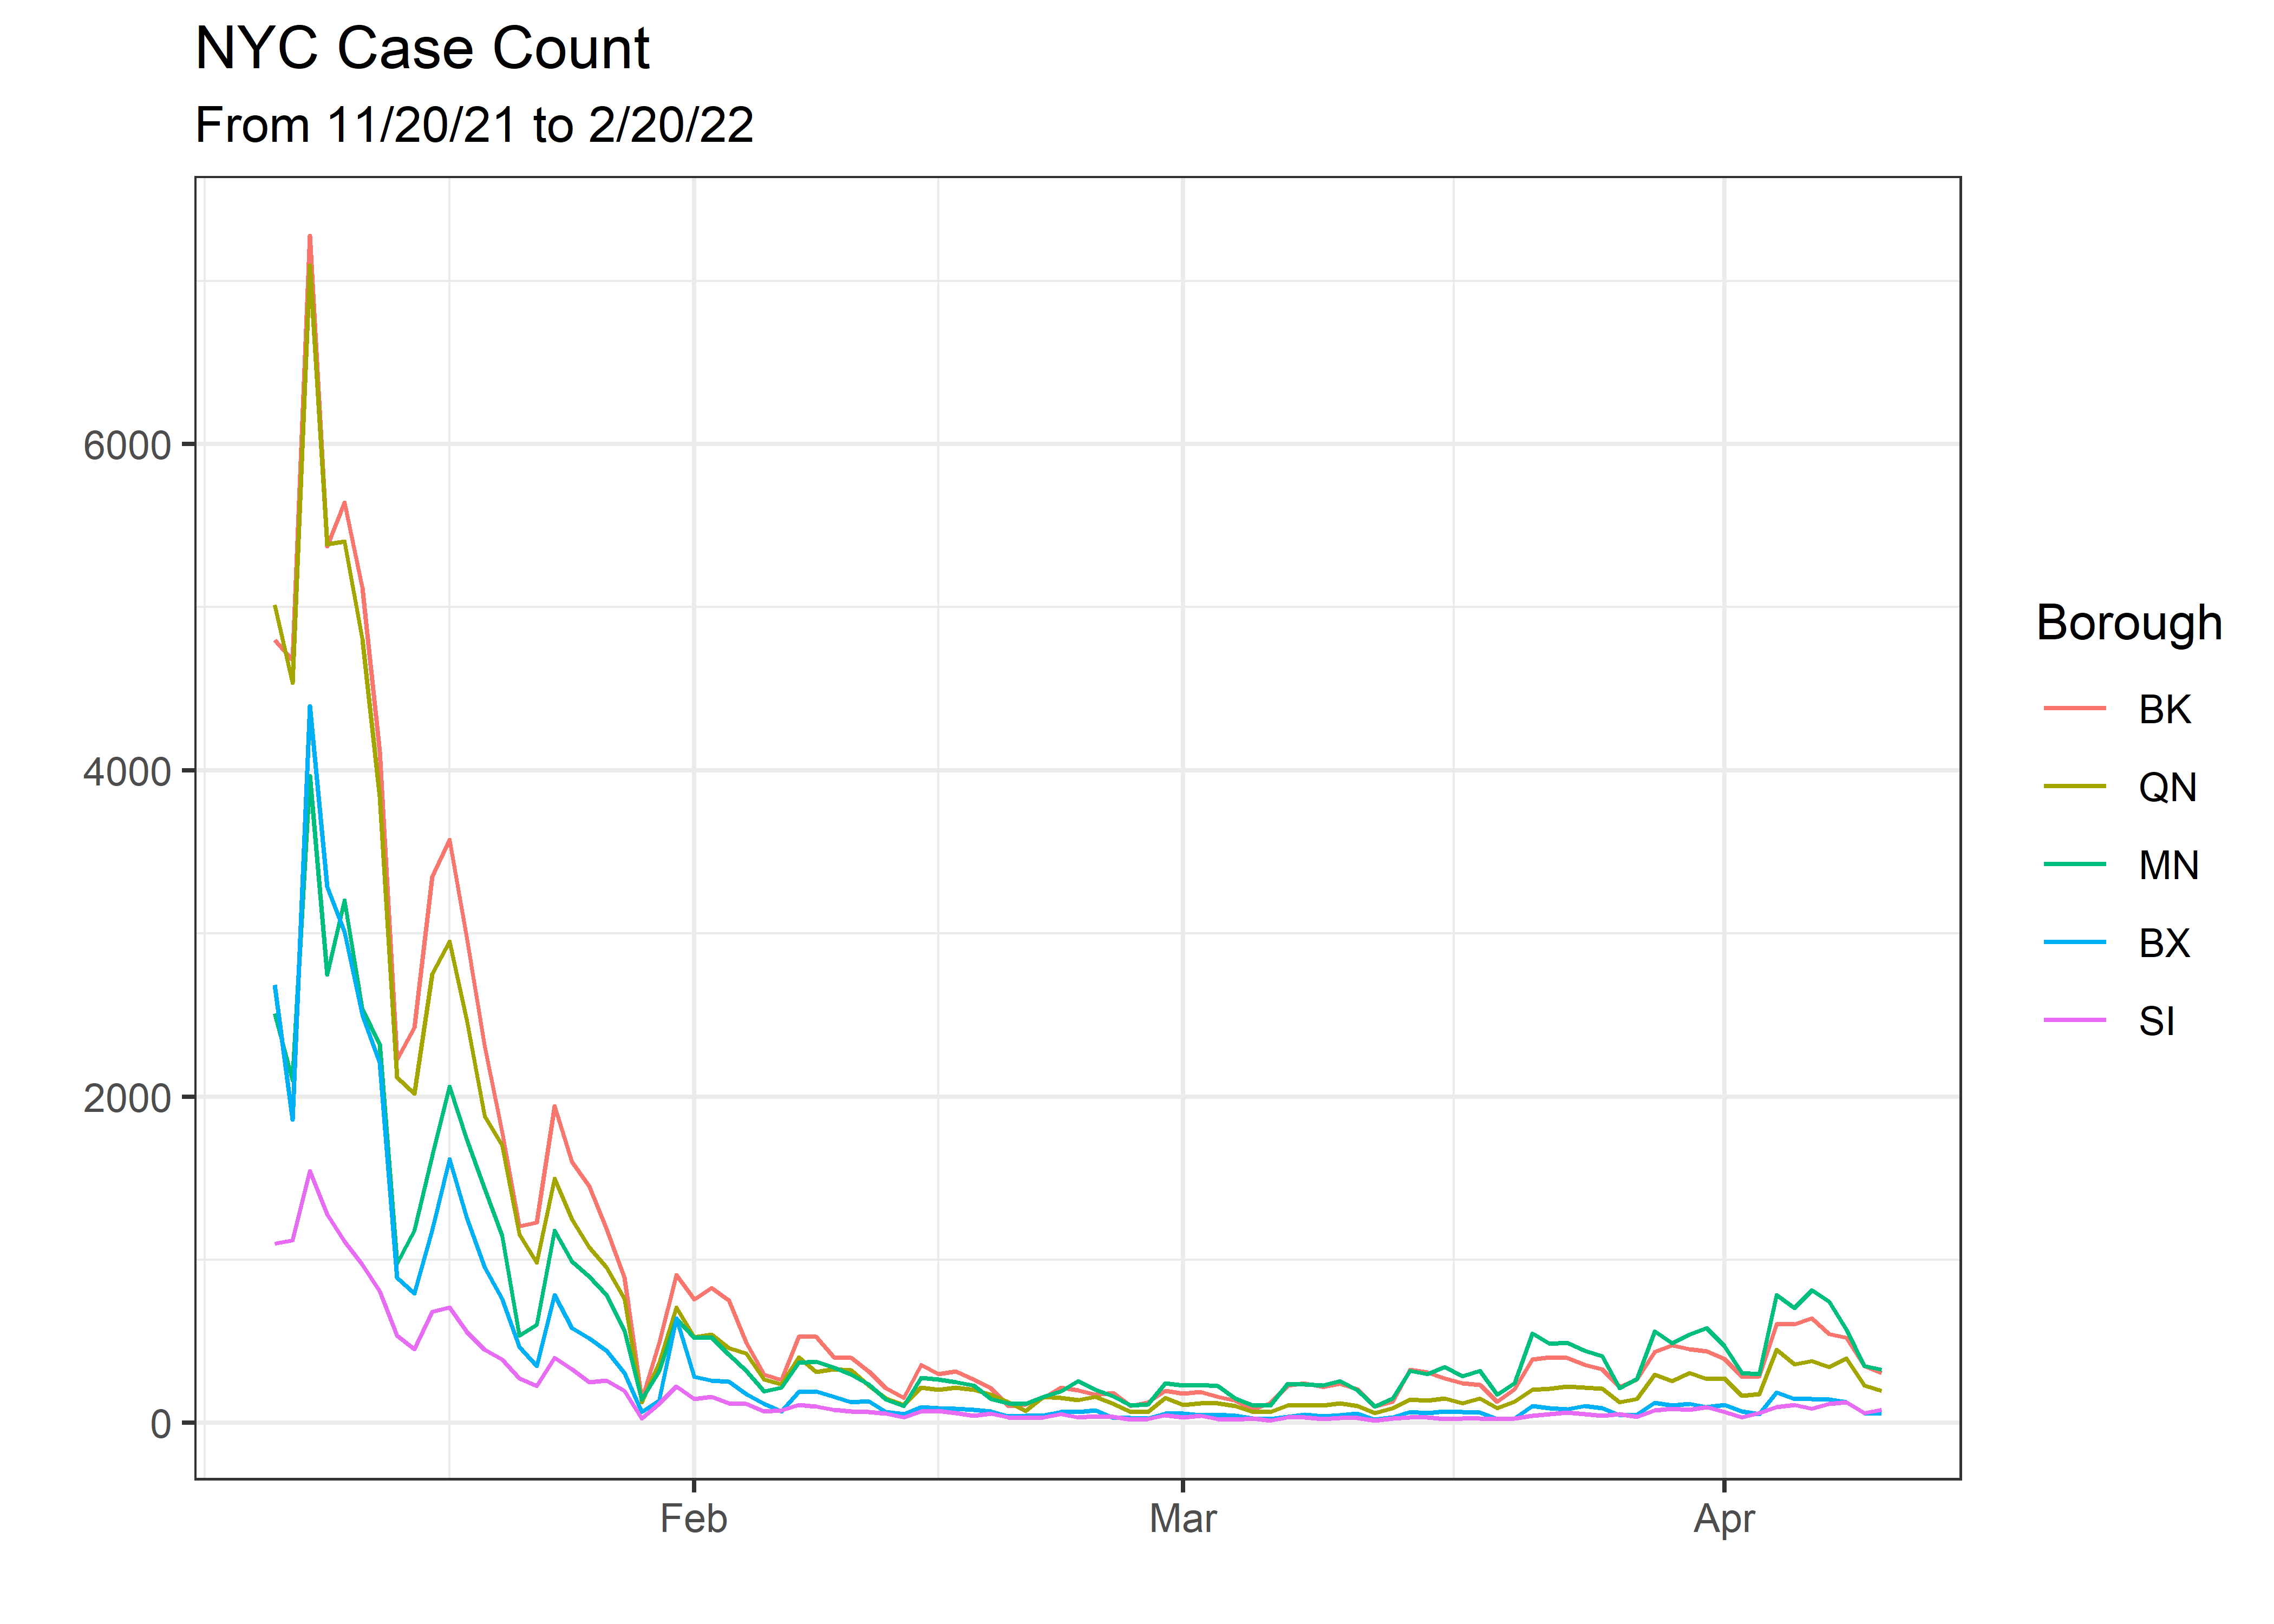 NYC Case Count
From 11/20/21 to 2/20/22
6000
4000
2000
0
Feb
Mar
Apr
Borough
BK
QN
MN
BX
SI